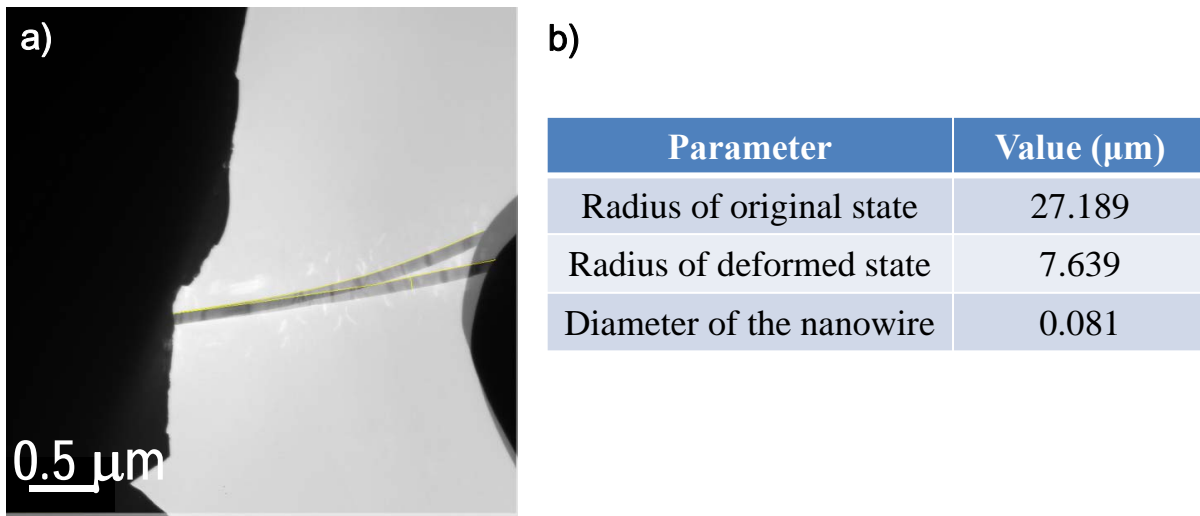 a)
0.5 μm
b)
Parameter Value (μm)
Radius of original state 27.189
Radius of deformed state 7.639
Diameter of the nanowire 0.081